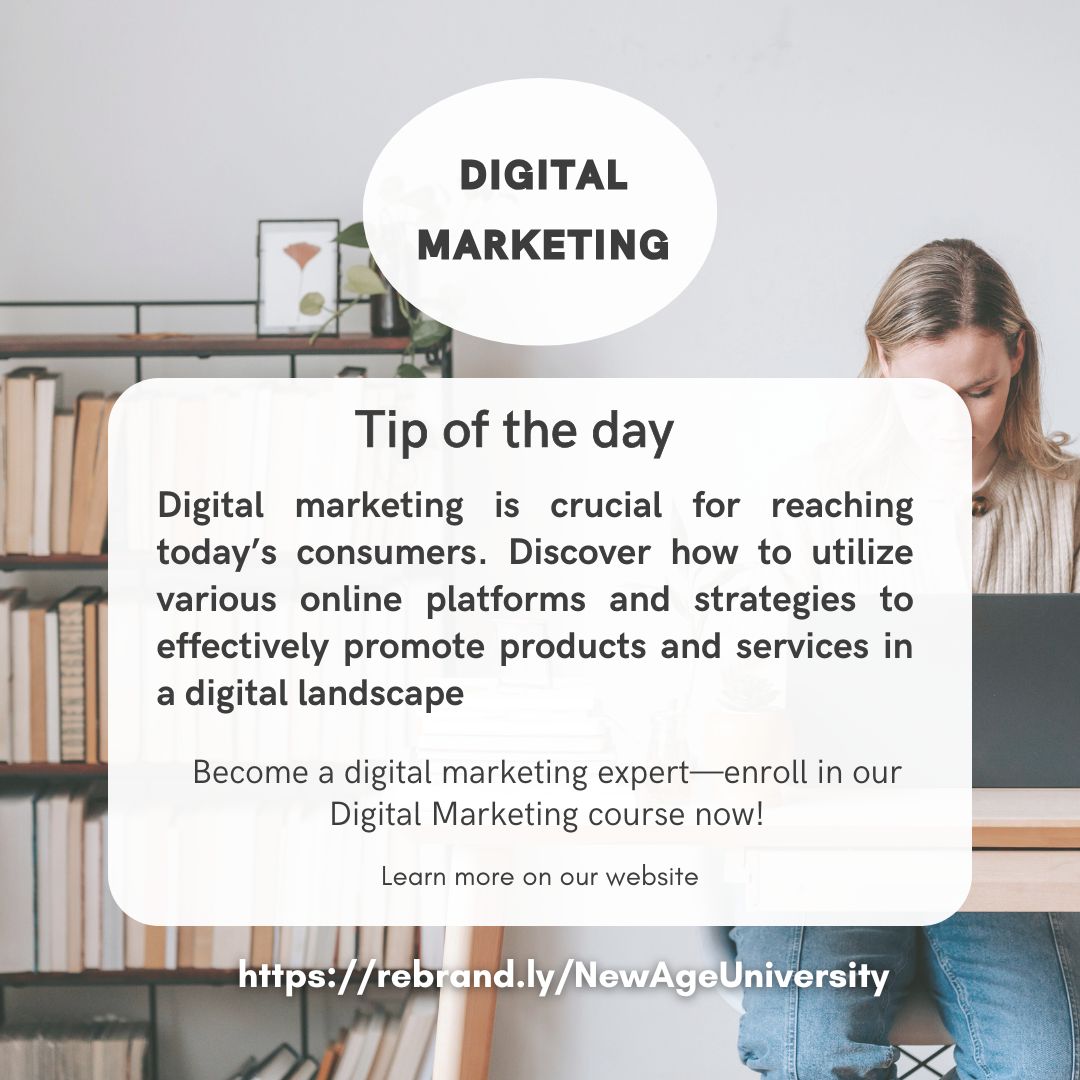 DIGITAL
MARKETING
Tip of the day
Digital marketing is crucial for reaching
today’s consumers. Discover how to utilize
various online platforms and strategies to
effectively promote products and services in
a digital landscape
Become a digital marketing expert—enroll in our
Digital Marketing course now!
Learn more on our website
https://rebrand.ly/NewAgeUniversity